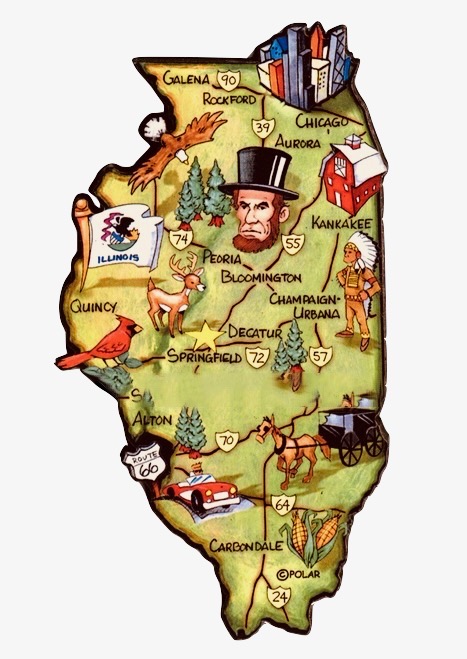 GALENA
90
ROCKFORD
CHICAGO
39
AURORA
KANKAKEE
74
55
ILLINOIS
PEORIA
BLOOMINGTON
QUINCY
CHAMPAIGN-
URBANA
DECATUR
SPRINGFIELD
72
57
S
ALTON
70
ROUTE
66
64
CARBONDALE
©POLAR
24